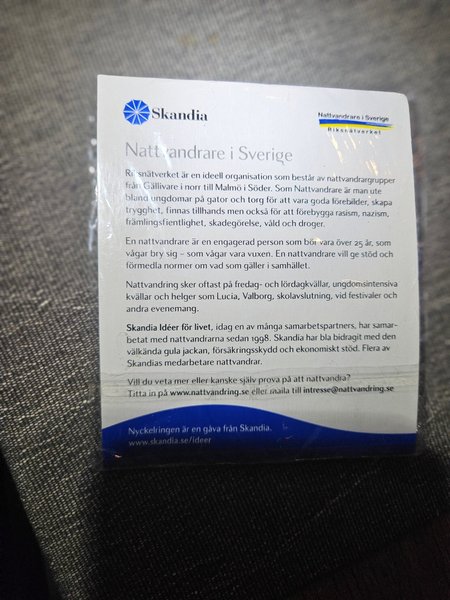 Skandia
Nattvandrare i Sverige
Riksnätverket
Nattvandrare i Sverige
Riksnätverket är en ideell organisation som består av nattvandrargrupper
från Gällivare i norr till Malmö i Söder. Som Nattvandrare är man ute
bland ungdomar på gator och torg för att vara goda förebilder, skapa
trygghet, finnas tillhands men också för att förebygga rasism, nazism,
främlingsfientlighet, skadegörelse, våld och droger.
En nattvandrare är en engagerad person som bör vara över 25 år, som
vågar bry sig – som vågar vara vuxen. En nattvandrare vill ge stöd och
förmedla normer om vad som gäller i samhället.
Nattvandring sker oftast på fredag- och lördagkvällar, ungdomsintensiva
kvällar och helger som Lucia, Valborg, skolavslutning, vid festivaler och
andra evenemang.
Skandia Idéer för livet, idag en av många samarbetspartners, har samar-
betat med nattvandrarna sedan 1998. Skandia har bla bidragit med den
välkända gula jackan, försäkringsskydd och ekonomiskt stöd. Flera av
Skandias medarbetare nattvandrar.
Vill du veta mer eller kanske själv prova på att nattvandra?
Titta in på www.nattvandring.se eller maila till intresse@nattvandring.se
Nyckelringen är en gåva från Skandia.
www.skandia.se/ideer